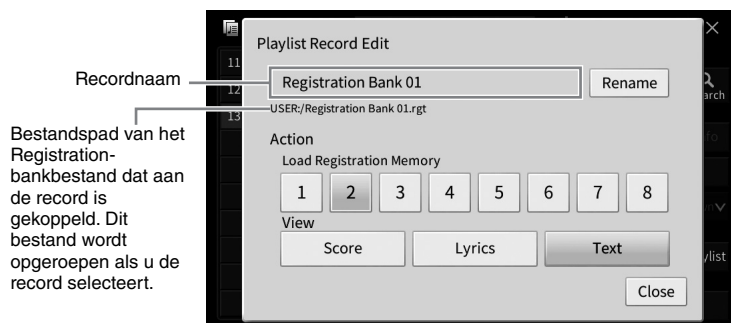 Recordnaam
Bestandspad van het
Registration-
bankbestand dat aan
de record is
gekoppeld. Dit
bestand wordt
opgeroepen als u de
record selecteert.
11
12
13
Playlist Record Edit
Registration Bank 01
Rename
USER:/Registration Bank 01.rgt
Action
Load Registration Memory
1 2 3 4 5 6 7 8
View
Score Lyrics Text
Close